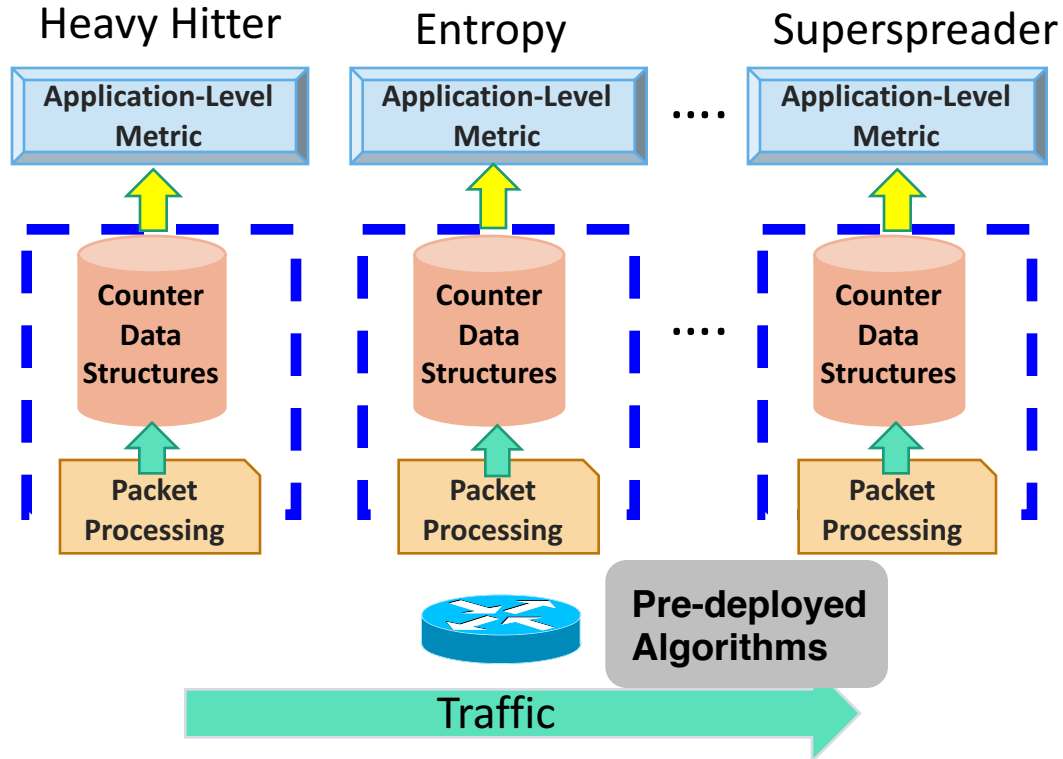 Heavy Hitter
Entropy
Superspreader
Application-Level
Metric
Application-Level
Metric
....
Application-Level
Metric
Counter
Data
Structures
Counter
Data
Structures
....
Counter
Data
Structures
Packet
Processing
Packet
Processing
Packet
Processing
Pre-deployed
Algorithms
Traffic